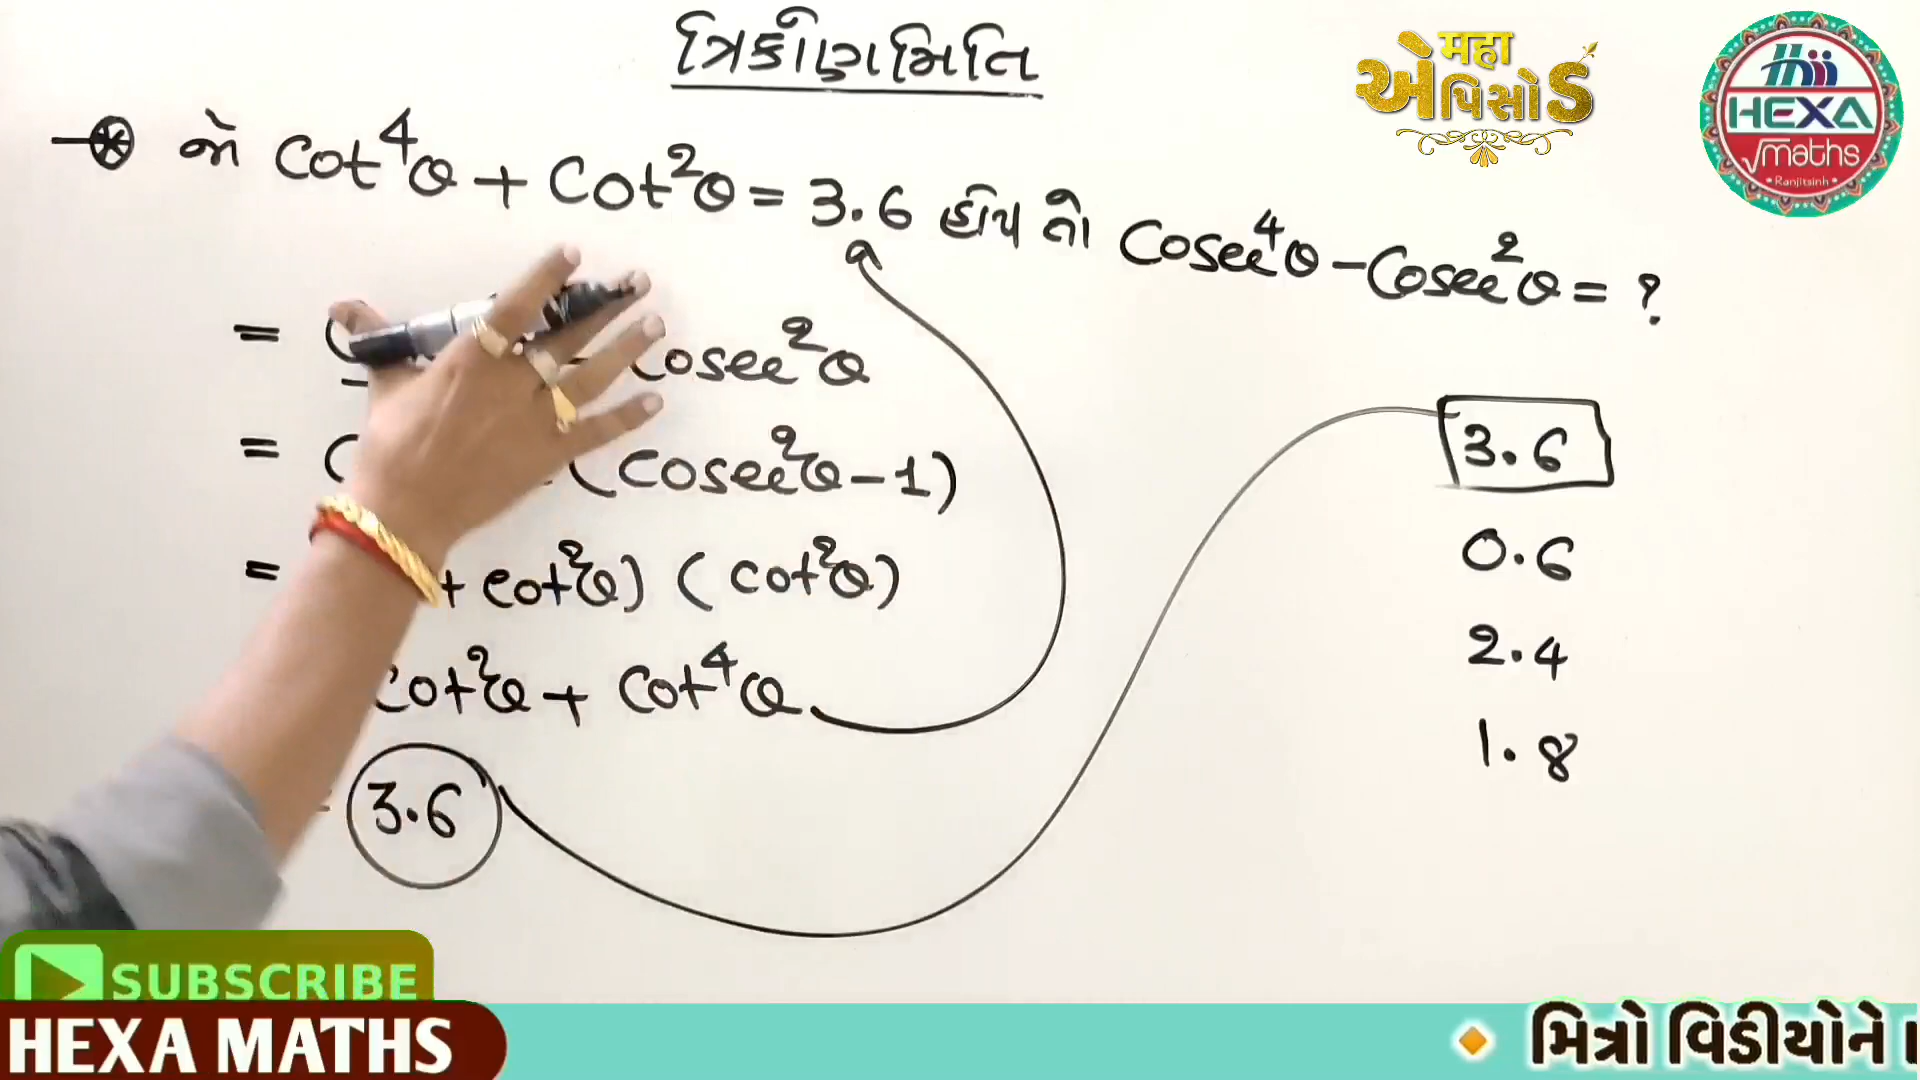 ત્રિકોણમિતિ
મહા
એપિસોડ
HEXA
√maths
Ranjitsinh
જો Cot⁴θ + Cot²θ = 3.6 હોય તો Cosec⁴θ - Cosec²θ = ?
= Cosec²θ
= (Cosec²θ - 1)
= + cot²θ) (cot²θ)
Cot²θ + Cot⁴θ
3.6
3.6
0.6
2.4
1.8
SUBSCRIBE
HEXA MATHS
મિત્રો વિડીયોને